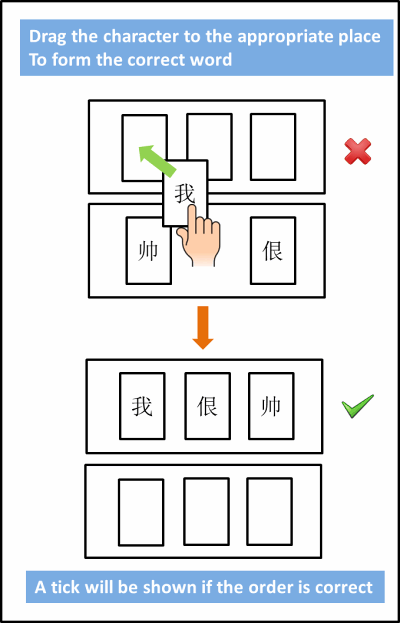 Drag the character to the appropriate place
To form the correct word
我
帅
佷
我 佷 帅
A tick will be shown if the order is correct